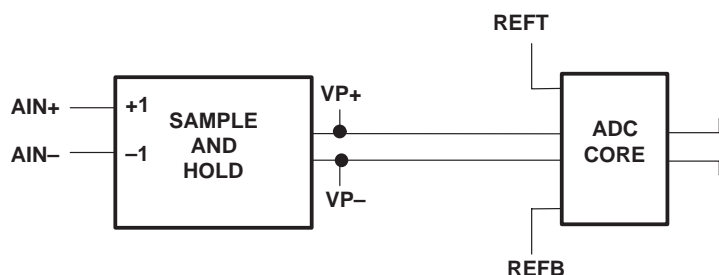 REFT
AIN+
+1
SAMPLE
AND
HOLD
VP+
ADC
CORE
AIN–
–1
VP–
REFB